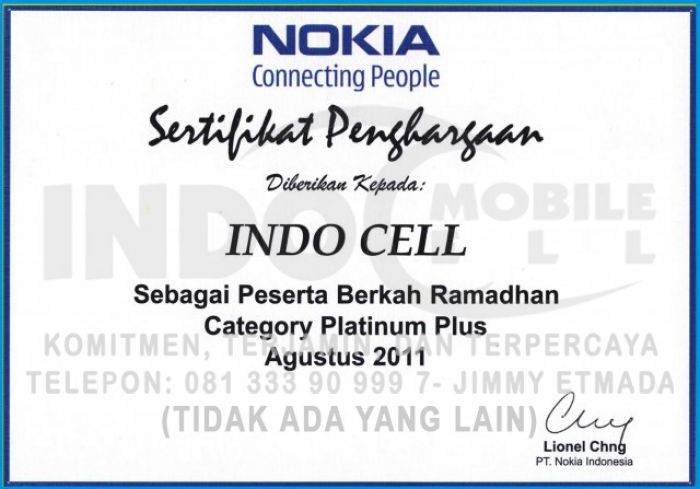 NOKIA
Connecting People
Sertifikat Penghargaan
Diberikan Kepada:
INDO MOBILE CELL
INDO CELL
Sebagai Peserta Berkah Ramadhan
Category Platinum Plus
Agustus 2011
KOMITMEN, TERJAMIN, DAN TERPERCAYA
TELEPON: 081 333 90 999 7- JIMMY ETMADA
(TIDAK ADA YANG LAIN)
Lionel Chng
PT. Nokia Indonesia